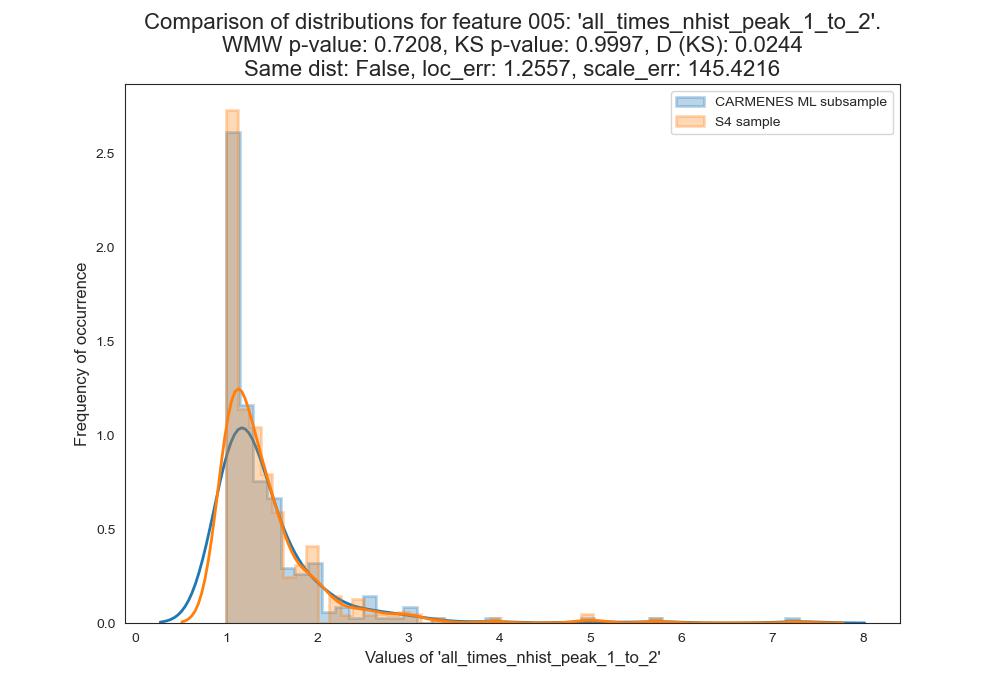 Comparison of distributions for feature 005: 'all_times_nhist_peak_1_to_2'.
WMW p-value: 0.7208, KS p-value: 0.9997, D (KS): 0.0244
Same dist: False, loc_err: 1.2557, scale_err: 145.4216
CARMENES ML subsample
S4 sample
Frequency of occurrence
2.5
2.0
1.5
1.0
0.5
0.0
0 1 2 3 4 5 6 7 8
Values of 'all_times_nhist_peak_1_to_2'